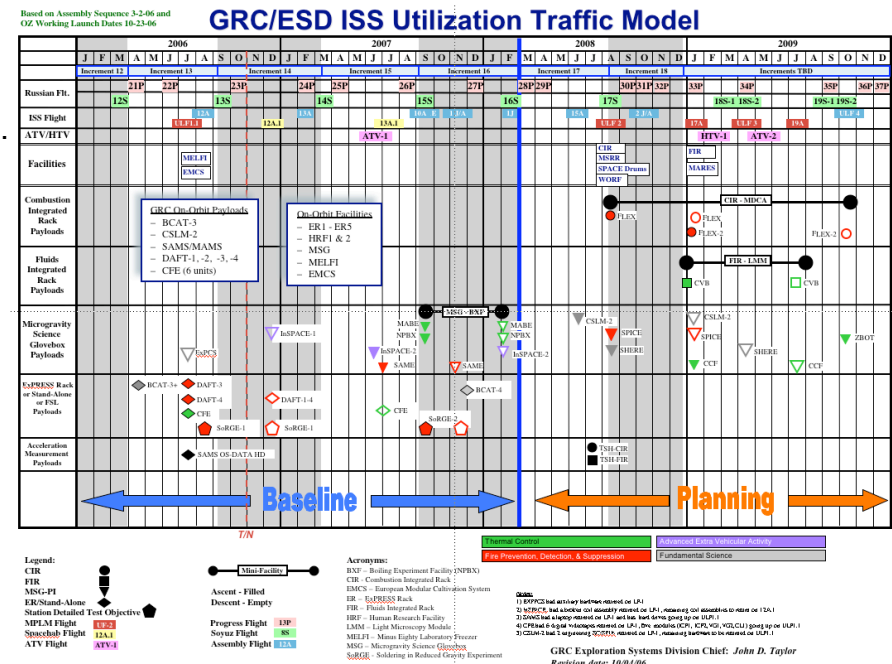 Based on Assembly Sequence 3-2-06 and
OZ Working Launch Dates 10-23-06
GRC/ESD ISS Utilization Traffic Model
2006 2007 2008 2009
J F M A M J J A S O N D J F M A M J J A S O N D J F M A M J J A S O N D J F M A M J J A S O N D
Increment 12 Increment 13 Increment 14 Increment 15 Increment 16 Increment 17 Increment 18 Increments TBD
Russian Flt.
21P 22P 23P 24P 25P 26P 27P 28P 29P 30P 31P 32P 33P 34P 35P 36P 37P
12S 13S 14S 15S 16S 17S 18S-1 18S-2 19S-1 19S-2
ISS Flight
12A 13A 10A E 1 J/A 1J 15A 2 J/A ULF 4
ULF1.1 12A.1 13A.1 ULF 2 17A ULF 3 19A
ATV/HTV
ATV-1 HTV-1 ATV-2
Facilities
MELFI
EMCS
CIR
MSRR
SPACE Drums
WORF
FIR
MARES
Combustion
Integrated
Rack
Payloads
CIR - MDCA
FLEX
FLEX
FLEX-2
FLEX-2
GRC On-Orbit Payloads
– BCAT-3
– CSLM-2
– SAMS/MAMS
– DAFT-1, -2, -3, -4
– CFE (6 units)
On-Orbit Facilities
– ER1 - ER5
– HRF1 & 2
– MSG
– MELFI
– EMCS
Fluids
Integrated
Rack
Payloads
FIR - LMM
CVB
CVB
Microgravity
Science
Glovebox
Payloads
MSG - BXF
InSPACE-1
ExPCS
MABE
NPBX
InSPACE-2
SAME
SAME
MABE
NPBX
InSPACE-2
CSLM-2
SPICE
SHERE
CSLM-2
SPICE
CCF
SHERE
CCF
ZBOT
ExPRESS Rack
or Stand-Alone
or FSL
Payloads
BCAT-3+
DAFT-3
DAFT-4
CFE
SoRGE-1
DAFT-1-4
SoRGE-1
CFE
SoRGE-2
BCAT-4
Acceleration
Measurement
Payloads
SAMS OS-DATA HD
TSH-CIR
TSH-FIR
Baseline
Planning
T/N
Thermal Control
Advanced Extra Vehicular Activity
Fire Prevention, Detection, & Suppression
Fundamental Science
Legend:
CIR
FIR
MSG-PI
ER/Stand-Alone
Station Detailed Test Objective
MPLM Flight UF-2
Spacehab Flight 12A.1
ATV Flight ATV-1
Mini-Facility
Ascent - Filled
Descent - Empty
Progress Flight 13P
Soyuz Flight 8S
Assembly Flight 12A
Acronyms:
BXF – Boiling Experiment Facility (NPBX)
CIR - Combustion Integrated Rack
EMCS – European Modular Cultivation System
ER – ExPRESS Rack
FIR – Fluids Integrated Rack
HRF – Human Research Facility
LMM – Light Microscopy Module
MELFI – Minus Eighty Laboratory Freezer
MSG – Microgravity Science Glovebox
SoRGE - Soldering in Reduced Gravity Experiment
Notes:
GRC Exploration Systems Division Chief: John D. Taylor
Revision date: 10/04/06